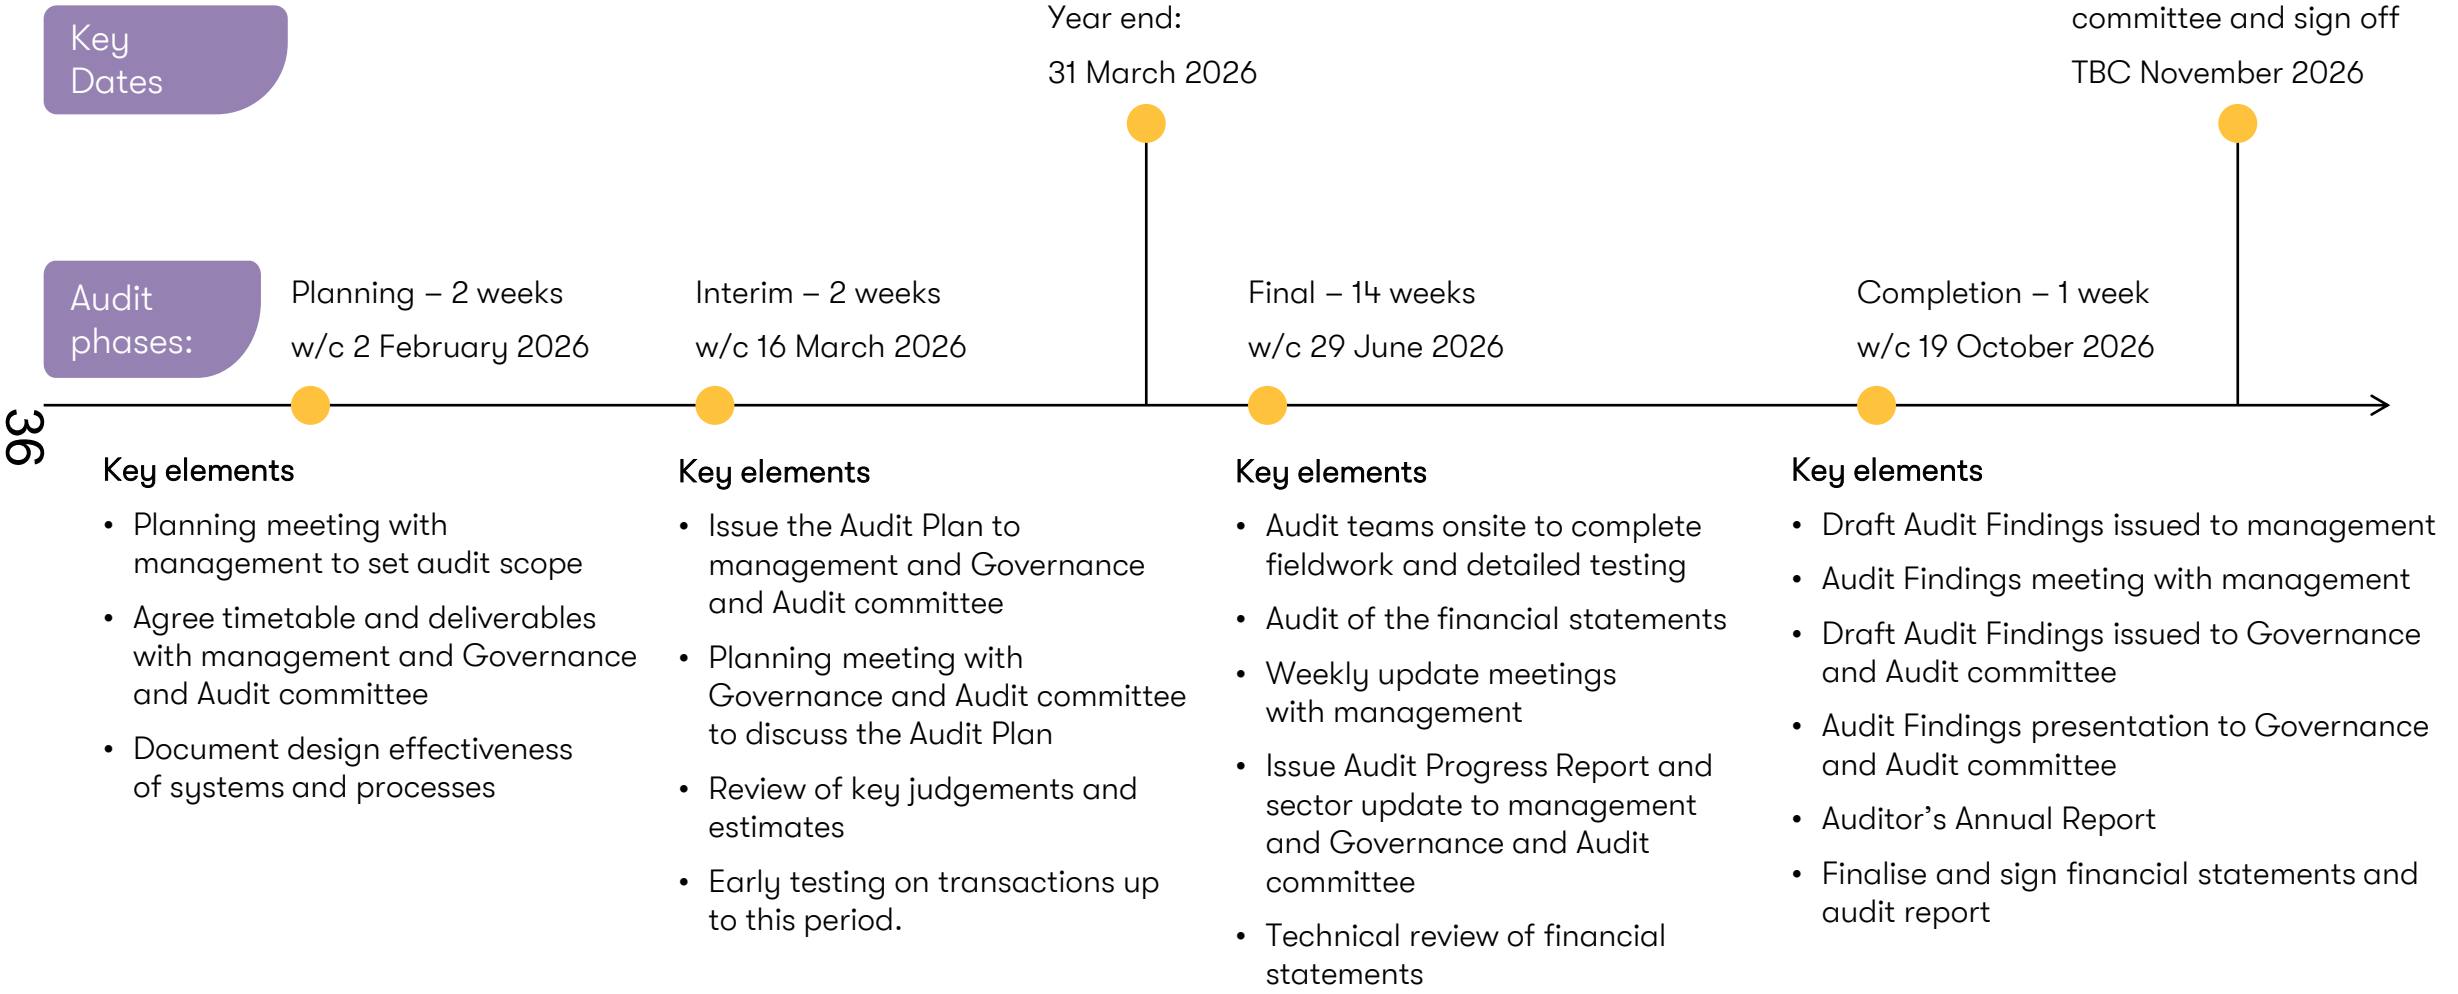 Key
Dates
Year end:
31 March 2026
committee and sign off
TBC November 2026
Audit
phases:
Planning – 2 weeks
w/c 2 February 2026
Interim – 2 weeks
w/c 16 March 2026
Final – 14 weeks
w/c 29 June 2026
Completion – 1 week
w/c 19 October 2026
36
Key elements
• Planning meeting with
management to set audit scope
• Agree timetable and deliverables
with management and Governance
and Audit committee
• Document design effectiveness
of systems and processes
Key elements
• Issue the Audit Plan to
management and Governance
and Audit committee
• Planning meeting with
Governance and Audit committee
to discuss the Audit Plan
• Review of key judgements and
estimates
• Early testing on transactions up
to this period.
Key elements
• Audit teams onsite to complete
fieldwork and detailed testing
• Audit of the financial statements
• Weekly update meetings
with management
• Issue Audit Progress Report and
sector update to management
and Governance and Audit
committee
• Technical review of financial
statements
Key elements
• Draft Audit Findings issued to management
• Audit Findings meeting with management
• Draft Audit Findings issued to Governance
and Audit committee
• Audit Findings presentation to Governance
and Audit committee
• Auditor’s Annual Report
• Finalise and sign financial statements and
audit report